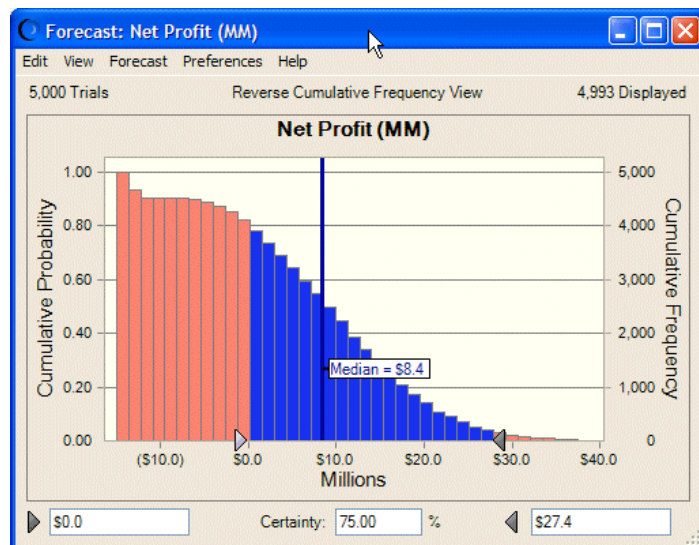 Forecast: Net Profit (MM)
Edit View Forecast Preferences Help
5,000 Trials Reverse Cumulative Frequency View 4,993 Displayed
Net Profit (MM)
1.00 5,000
0.80 4,000
0.60 3,000
0.40 2,000
0.20 1,000
0.00 0
Cumulative Probability
Cumulative Frequency
Median = $8.4
($10.0) $0.0 $10.0 $20.0 $30.0 $40.0
Millions
$0.0 Certainty: 75.00 % $27.4